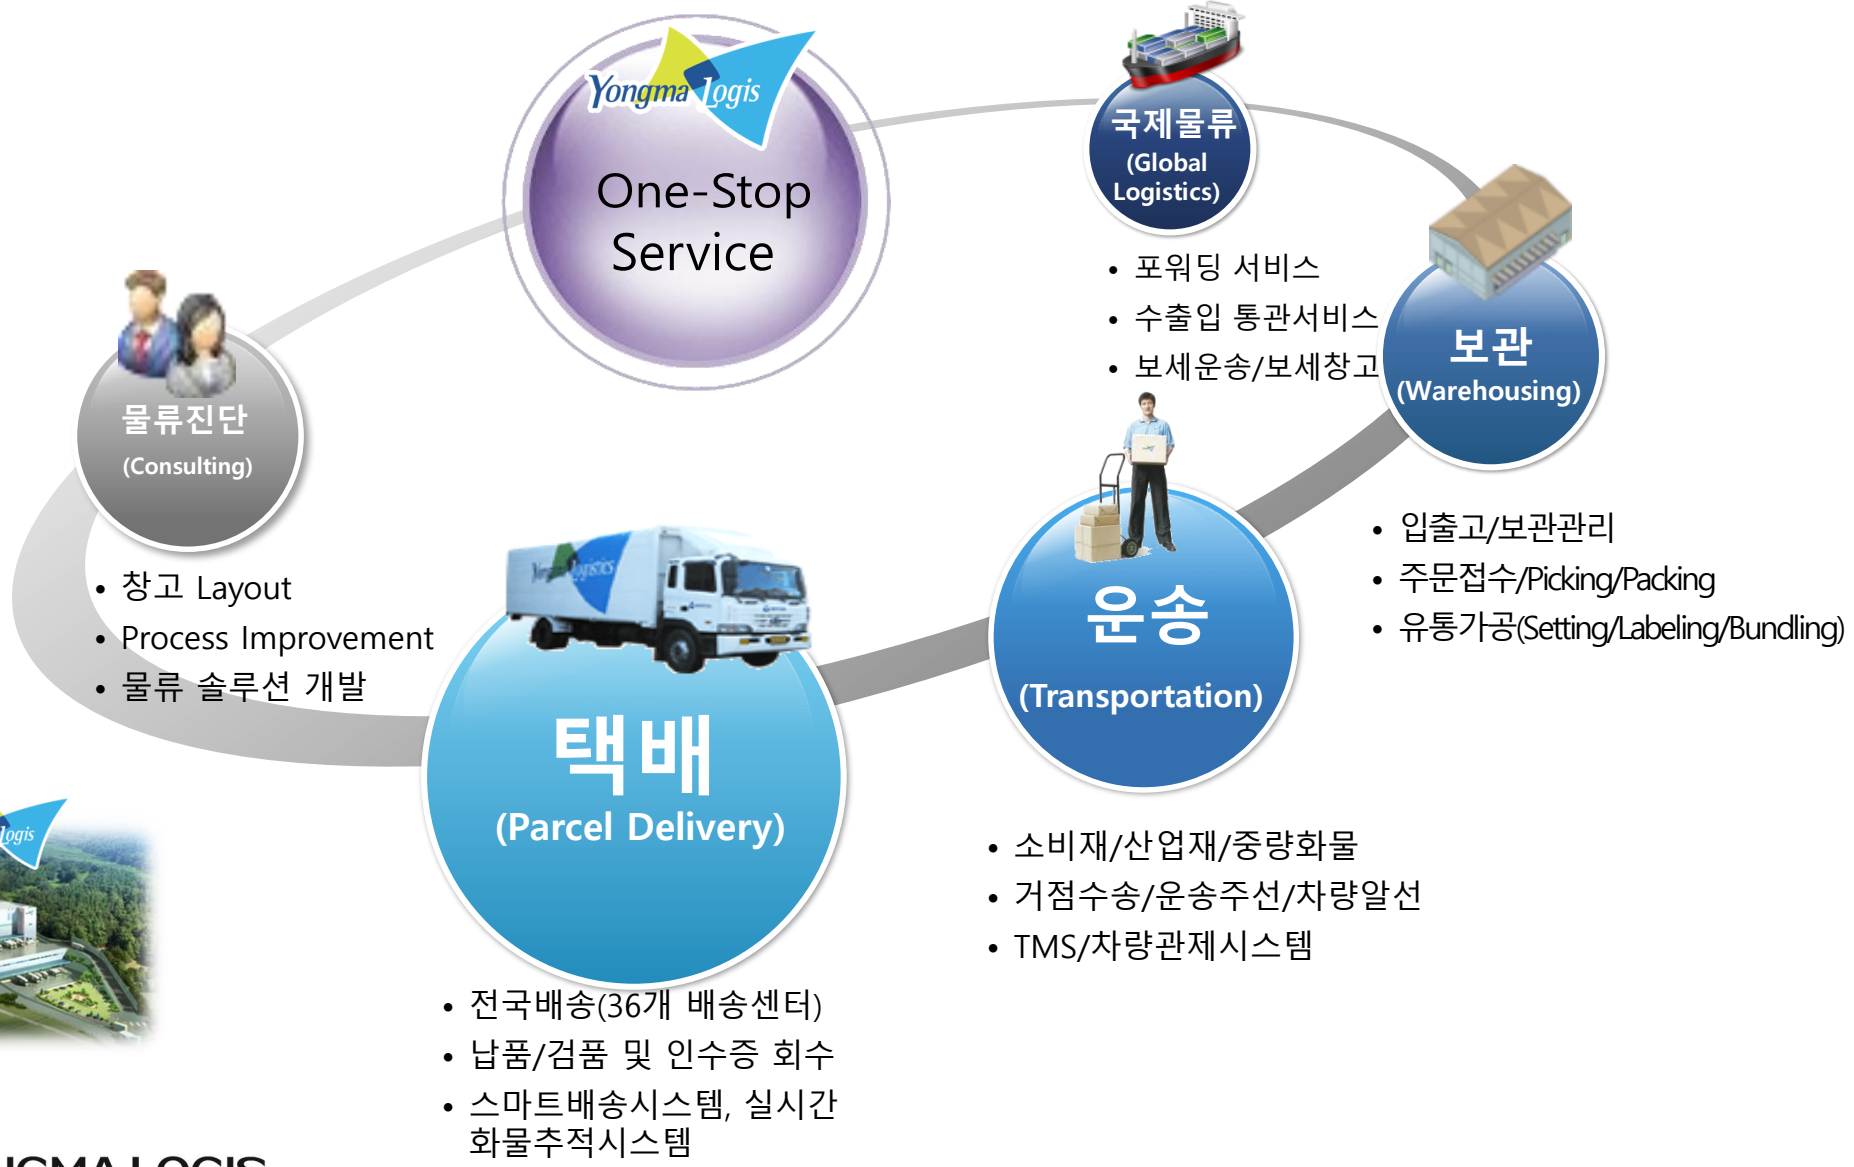 Yongma Logis
One-Stop
Service
국제물류
(Global
Logistics)
• 포워딩 서비스
• 수출입 통관서비스
• 보세운송/보세창고
보관
(Warehousing)
• 입출고/보관관리
• 주문접수/Picking/Packing
• 유통가공(Setting/Labeling/Bundling)
물류진단
(Consulting)
• 창고 Layout
• Process Improvement
• 물류 솔루션 개발
운송
(Transportation)
• 소비재/산업재/중량화물
• 거점수송/운송주선/차량알선
• TMS/차량관제시스템
Yongma Logistics
택배
(Parcel Delivery)
• 전국배송(36개 배송센터)
• 납품/검품 및 인수증 회수
• 스마트배송시스템, 실시간
화물추적시스템
Logis